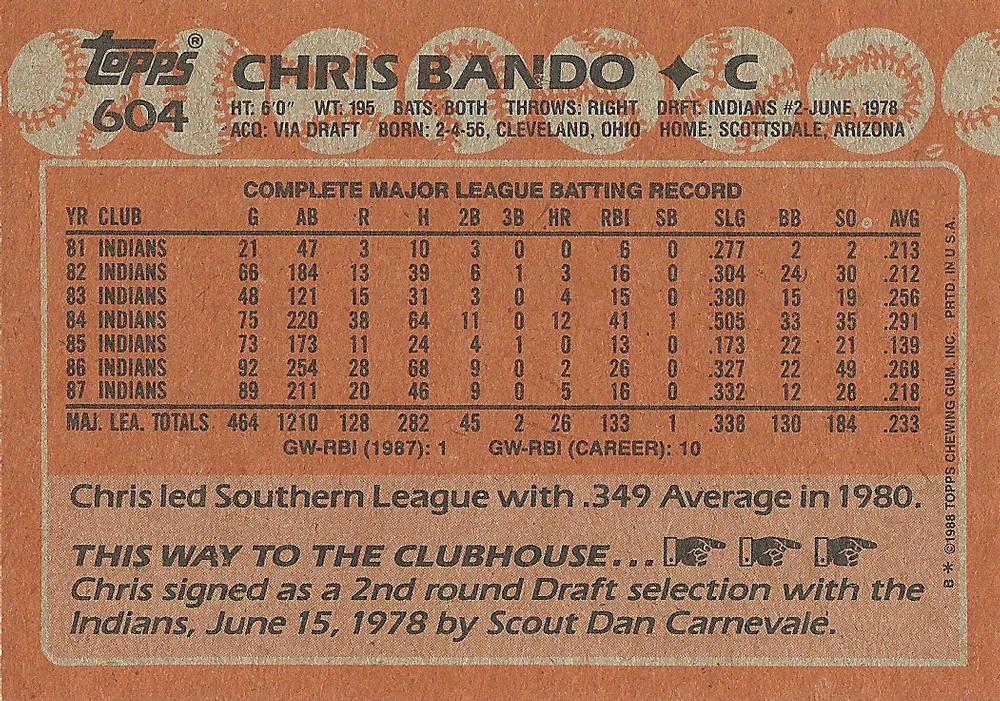 Topps®
604
CHRIS BANDO ✦ C
HT: 6'0" WT: 195 BATS: BOTH THROWS: RIGHT DRFT: INDIANS #2-JUNE, 1978
ACQ: VIA DRAFT BORN: 2-4-56, CLEVELAND, OHIO HOME: SCOTTSDALE, ARIZONA
COMPLETE MAJOR LEAGUE BATTING RECORD
YR CLUB G AB R H 2B 3B HR RBI SB SLG BB SO AVG
81 INDIANS 21 47 3 10 3 0 0 6 0 .277 2 2 .213
82 INDIANS 66 184 13 39 6 1 3 16 0 .304 24 30 .212
83 INDIANS 48 121 15 31 3 0 4 15 0 .380 15 19 .256
84 INDIANS 75 220 38 64 11 0 12 41 1 .505 33 35 .291
85 INDIANS 73 173 11 24 4 1 0 13 0 .173 22 21 .139
86 INDIANS 92 254 28 68 9 0 2 26 0 .327 22 49 .268
87 INDIANS 89 211 20 46 9 0 5 16 0 .332 12 28 .218
MAJ. LEA. TOTALS 464 1210 128 282 45 2 26 133 1 .338 130 184 .233
GW-RBI (1987): 1 GW-RBI (CAREER): 10
Chris led Southern League with .349 Average in 1980.
THIS WAY TO THE CLUBHOUSE...
Chris signed as a 2nd round Draft selection with the
Indians, June 15, 1978 by Scout Dan Carnevale.
B * ©1988 TOPPS CHEWING GUM, INC. PRTD. IN U.S.A.